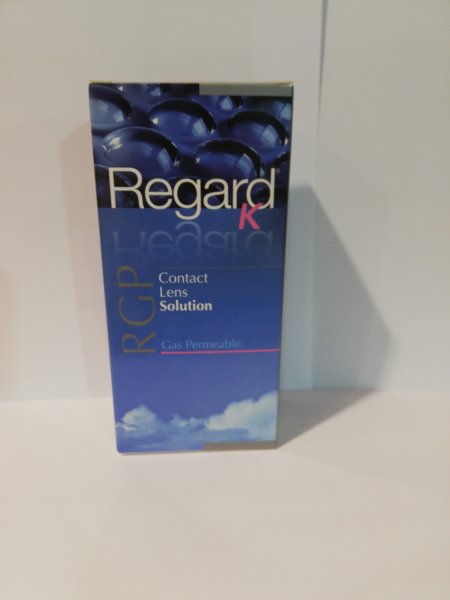 Regard
K
RGP
Contact
Lens
Solution
Gas Permeable